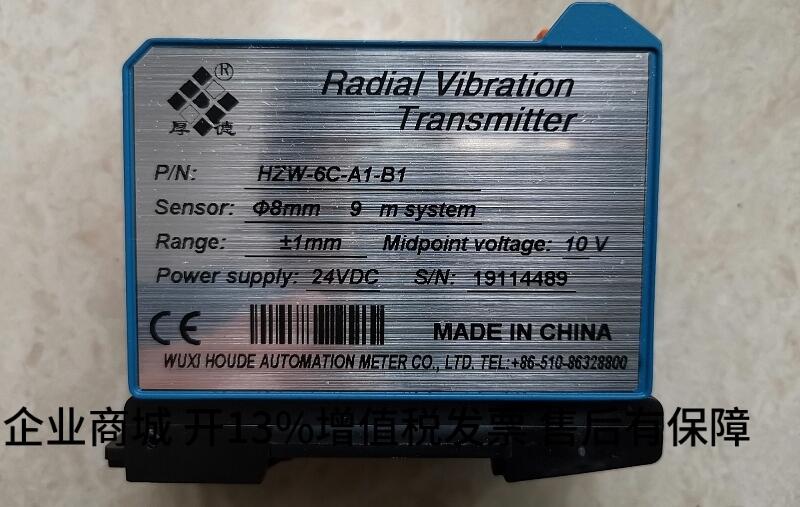 ®
厚德
Radial Vibration
Transmitter
P/N: HZW-6C-A1-B1
Sensor: Φ8mm 9 m system
Range: ±1mm Midpoint voltage: 10 V
Power supply: 24VDC S/N: 19114489
CE MADE IN CHINA
WUXI HOUDE AUTOMATION METER CO., LTD. TEL:+86-510-86328800
企业商城 开13%增值税发票 售后有保障